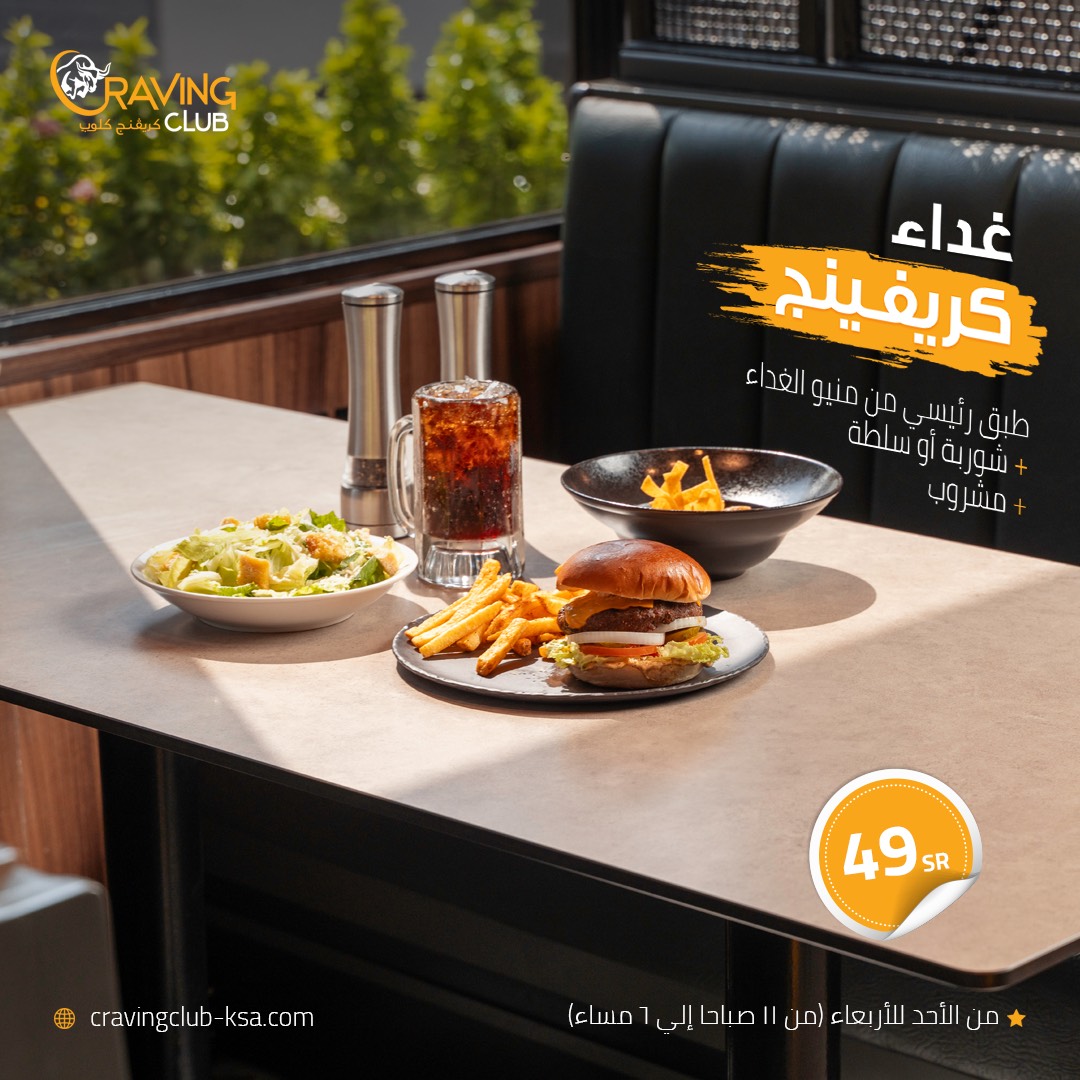 CRAVING
CLUB كريڤنج كلوب
غداء
كريفينج
طبق رئيسي من منيو الغداء
+ شوربة أو سلطة
+ مشروب
49 SR
cravingclub-ksa.com
من الأحد للأربعاء (من ١١ صباحا إلي ٦ مساء)